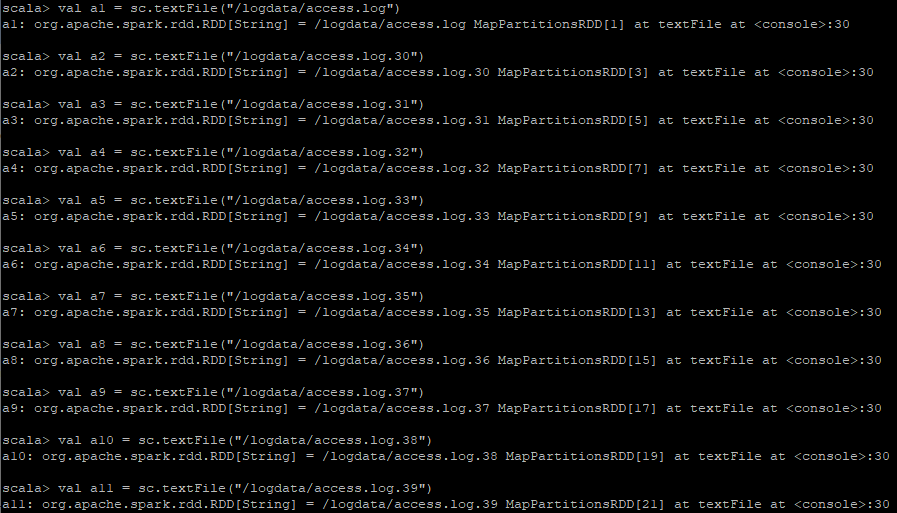 scala> val a1 = sc.textFile("/logdata/access.log")
a1: org.apache.spark.rdd.RDD[String] = /logdata/access.log MapPartitionsRDD[1] at textFile at <console>:30
scala> val a2 = sc.textFile("/logdata/access.log.30")
a2: org.apache.spark.rdd.RDD[String] = /logdata/access.log.30 MapPartitionsRDD[3] at textFile at <console>:30
scala> val a3 = sc.textFile("/logdata/access.log.31")
a3: org.apache.spark.rdd.RDD[String] = /logdata/access.log.31 MapPartitionsRDD[5] at textFile at <console>:30
scala> val a4 = sc.textFile("/logdata/access.log.32")
a4: org.apache.spark.rdd.RDD[String] = /logdata/access.log.32 MapPartitionsRDD[7] at textFile at <console>:30
scala> val a5 = sc.textFile("/logdata/access.log.33")
a5: org.apache.spark.rdd.RDD[String] = /logdata/access.log.33 MapPartitionsRDD[9] at textFile at <console>:30
scala> val a6 = sc.textFile("/logdata/access.log.34")
a6: org.apache.spark.rdd.RDD[String] = /logdata/access.log.34 MapPartitionsRDD[11] at textFile at <console>:30
scala> val a7 = sc.textFile("/logdata/access.log.35")
a7: org.apache.spark.rdd.RDD[String] = /logdata/access.log.35 MapPartitionsRDD[13] at textFile at <console>:30
scala> val a8 = sc.textFile("/logdata/access.log.36")
a8: org.apache.spark.rdd.RDD[String] = /logdata/access.log.36 MapPartitionsRDD[15] at textFile at <console>:30
scala> val a9 = sc.textFile("/logdata/access.log.37")
a9: org.apache.spark.rdd.RDD[String] = /logdata/access.log.37 MapPartitionsRDD[17] at textFile at <console>:30
scala> val a10 = sc.textFile("/logdata/access.log.38")
a10: org.apache.spark.rdd.RDD[String] = /logdata/access.log.38 MapPartitionsRDD[19] at textFile at <console>:30
scala> val a11 = sc.textFile("/logdata/access.log.39")
a11: org.apache.spark.rdd.RDD[String] = /logdata/access.log.39 MapPartitionsRDD[21] at textFile at <console>:30